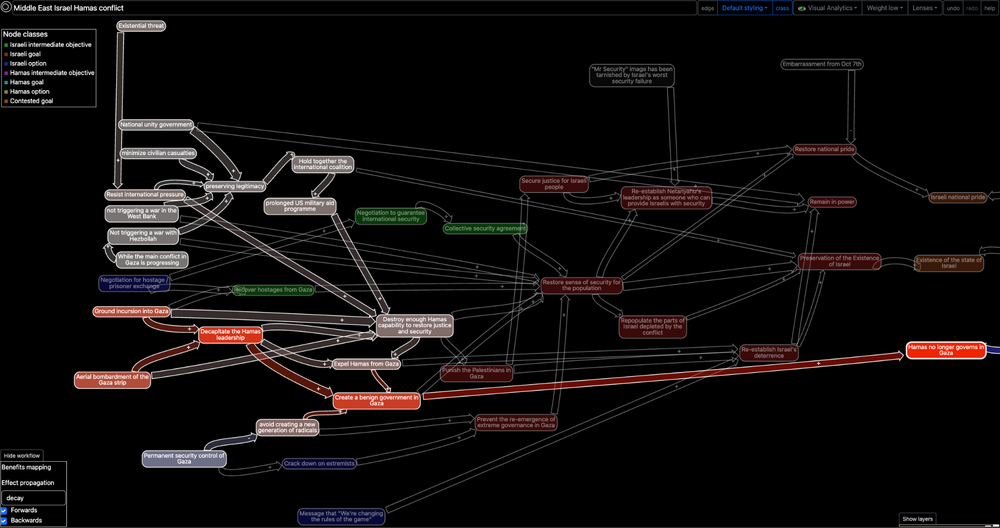 Middle East Israel Hamas conflict
edge
Default styling
class
Visual Analytics
Weight low
Lenses
undo
redo
help
Existential threat
Node classes
Israeli intermediate objective
Israeli goal
Israeli option
Hamas intermediate objective
Hamas goal
Hamas option
Contested goal
"Mr Security" image has been
tarnished by Israel's worst
security failure
Embarrassment from Oct 7th
National unity government
minimize civilian casualties
Hold together the
international coalition
Restore national pride
preserving legitimacy
Resist international pressure
Secure justice for Israeli
people
Re-establish Netanyahu's
leadership as someone who can
provide Israelis with security
Remain in power
Israeli national pride
prolonged US military aid
programme
not triggering a war in the
West Bank
Negotiation to guarantee
international security
Collective security agreement
Not triggering a war with
Hezbollah
While the main conflict in
Gaza is progressing
Preservation of the Existence
of Israel
Existence of the state of
Israel
Negotiation for hostage /
prisoner exchange
Recover hostages from Gaza
Restore sense of security for
the population
Ground incursion into Gaza
Destroy enough Hamas
capability to restore justice
and security
Repopulate the parts of
Israel depleted by the
conflict
Decapitate the Hamas
leadership
Re-establish Israel's
deterrence
Hamas no longer governs in
Gaza
Expel Hamas from Gaza
Punish the Palestinians in
Gaza
Aerial bombardment of the
Gaza strip
Create a benign government in
Gaza
avoid creating a new
generation of radicals
Prevent the re-emergence of
extreme governance in Gaza
Permanent security control of
Gaza
Crack down on extremists
Message that "We're changing
the rules of the game"
Hide workflow
Benefits mapping
Effect propagation
decay
Forwards
Backwards
Show layers